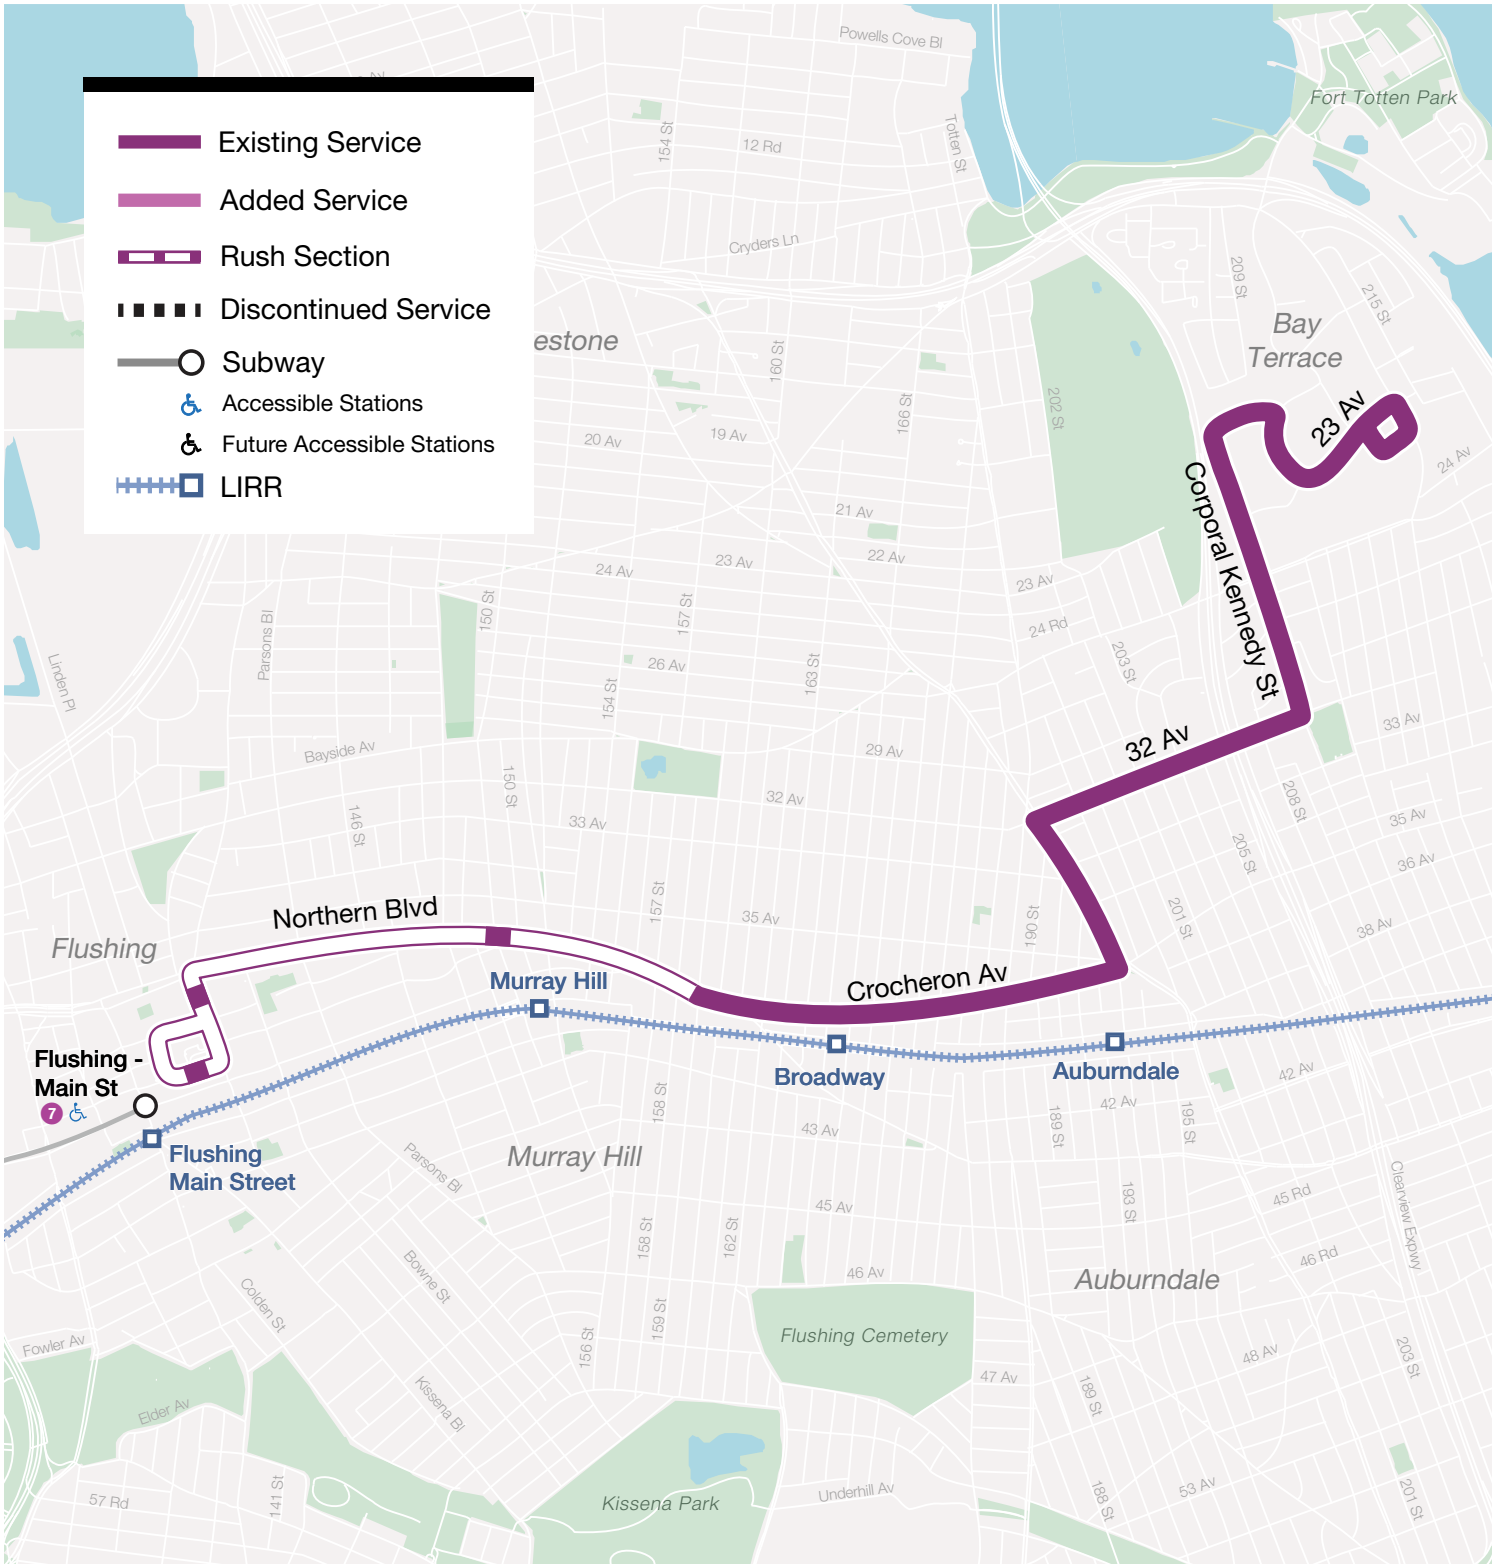 Powells Cove Bl
Fort Totten Park
Av
Existing Service
Added Service
Rush Section
Discontinued Service
Subway
Accessible Stations
Future Accessible Stations
LIRR
154 St
12 Rd
Totten St
Cryders Ln
209 St
215 St
Bay
Terrace
estone
160 St
166 St
202 St
23 Av
24 Av
20 Av
19 Av
Corporal Kennedy St
21 Av
22 Av
23 Av
24 Av
23 Av
150 St
157 St
24 Rd
Parsons Bl
Linden Pl
26 Av
163 St
203 St
154 St
32 Av
33 Av
Bayside Av
29 Av
150 St
32 Av
208 St
146 St
33 Av
35 Av
205 St
36 Av
157 St
Northern Blvd
35 Av
190 St
201 St
38 Av
Flushing
Crocheron Av
Murray Hill
Flushing -
Main St
7
Broadway
Auburndale
42 Av
158 St
42 Av
189 St
195 St
43 Av
Flushing
Main Street
Parsons Bl
Murray Hill
Clearview Expwy
193 St
45 Rd
45 Av
158 St
162 St
46 Rd
Bowne St
46 Av
Auburndale
Colden St
159 St
156 St
Flushing Cemetery
Fowler Av
48 Av
203 St
47 Av
189 St
Kissena Bl
Elder Av
53 Av
188 St
201 St
57 Rd
141 St
Kissena Park
Underhill Av